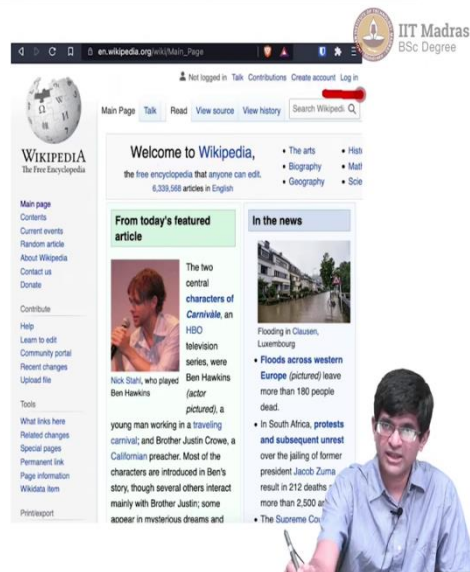 IIT Madras
BSc Degree
en.wikipedia.org/wiki/Main_Page
Not logged in Talk Contributions Create account Log in
Main Page Talk Read View source View history Search Wikipedi
WIKIPEDIA
The Free Encyclopedia
Main page
Contents
Current events
Random article
About Wikipedia
Contact us
Donate
Contribute
Help
Learn to edit
Community portal
Recent changes
Upload file
Tools
What links here
Related changes
Special pages
Permanent link
Page information
Wikidata item
Print/export
Welcome to Wikipedia,
the free encyclopedia that anyone can edit.
6,339,568 articles in English
• The arts
• Biography
• Geography
• Hist
• Mat
• Scie
From today's featured
article
The two
central
characters of
Carnivàle, an
HBO
television
series, were
Ben Hawkins
(actor
pictured), a
Nick Stahl, who played
Ben Hawkins
young man working in a traveling
carnival; and Brother Justin Crowe, a
Californian preacher. Most of the
characters are introduced in Ben's
story, though several others interact
mainly with Brother Justin; some
appear in mysterious dreams and
In the news
Flooding in Clausen,
Luxembourg
• Floods across western
Europe (pictured) leave
more than 180 people
dead.
• In South Africa, protests
and subsequent unrest
over the jailing of former
president Jacob Zuma
result in 212 deaths
more than 2,500
• The Supreme Cou